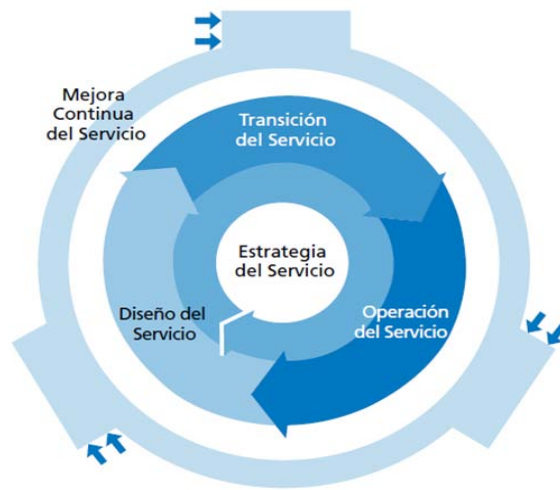 Mejora
Continua
del Servicio
Transición
del Servicio
Estrategia
del Servicio
Diseño del
Servicio
Operación
del Servicio